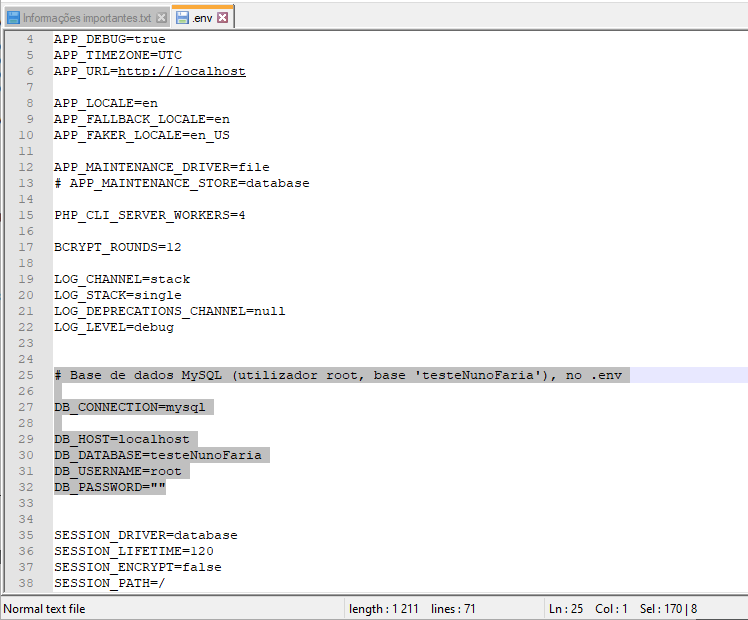 Informações importantes.txt .env
4 APP_DEBUG=true
5 APP_TIMEZONE=UTC
6 APP_URL=http://localhost
7
8 APP_LOCALE=en
9 APP_FALLBACK_LOCALE=en
10 APP_FAKER_LOCALE=en_US
11
12 APP_MAINTENANCE_DRIVER=file
13 # APP_MAINTENANCE_STORE=database
14
15 PHP_CLI_SERVER_WORKERS=4
16
17 BCRYPT_ROUNDS=12
18
19 LOG_CHANNEL=stack
20 LOG_STACK=single
21 LOG_DEPRECATIONS_CHANNEL=null
22 LOG_LEVEL=debug
23
24
25 # Base de dados MySQL (utilizador root, base 'testeNunoFaria'), no .env
26
27 DB_CONNECTION=mysql
28
29 DB_HOST=localhost
30 DB_DATABASE=testeNunoFaria
31 DB_USERNAME=root
32 DB_PASSWORD=""
33
34
35 SESSION_DRIVER=database
36 SESSION_LIFETIME=120
37 SESSION_ENCRYPT=false
38 SESSION_PATH=/
Normal text file length : 1 211 lines : 71 Ln : 25 Col : 1 Sel : 170 | 8